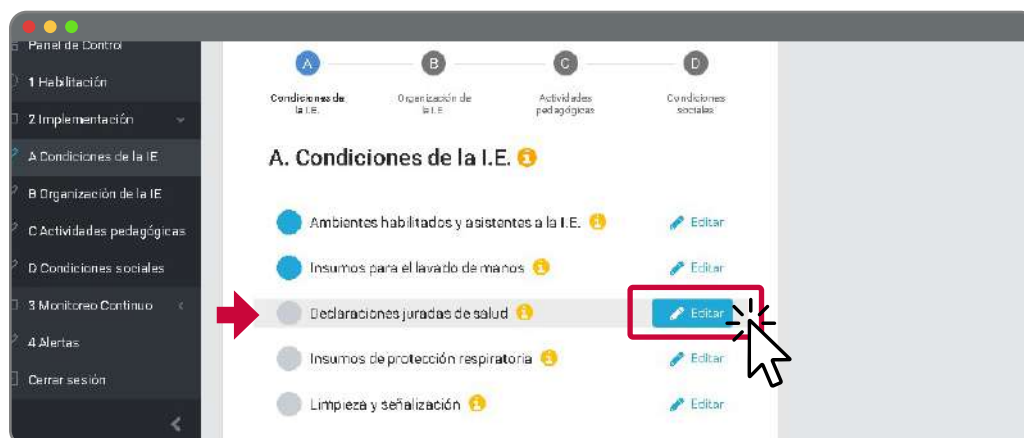 Panel de Control
1 Habilitación
2 Implementación
A Condiciones de la IE
B Organización de la IE
C Actividades pedagógicas
D Condiciones sociales
3 Monitoreo Continuo
4 Alertas
Cerrar sesión
A
B
C
D
Condiciones de
la I.E.
Organización de
la I.E.
Actividades
pedagógicas
Condiciones
sociales
A. Condiciones de la I.E.
Ambientes habilitados y asistentes a la I.E. Editar
Insumos para el lavado de manos Editar
Declaraciones juradas de salud Editar
Insumos de protección respiratoria Editar
Limpieza y señalización Editar